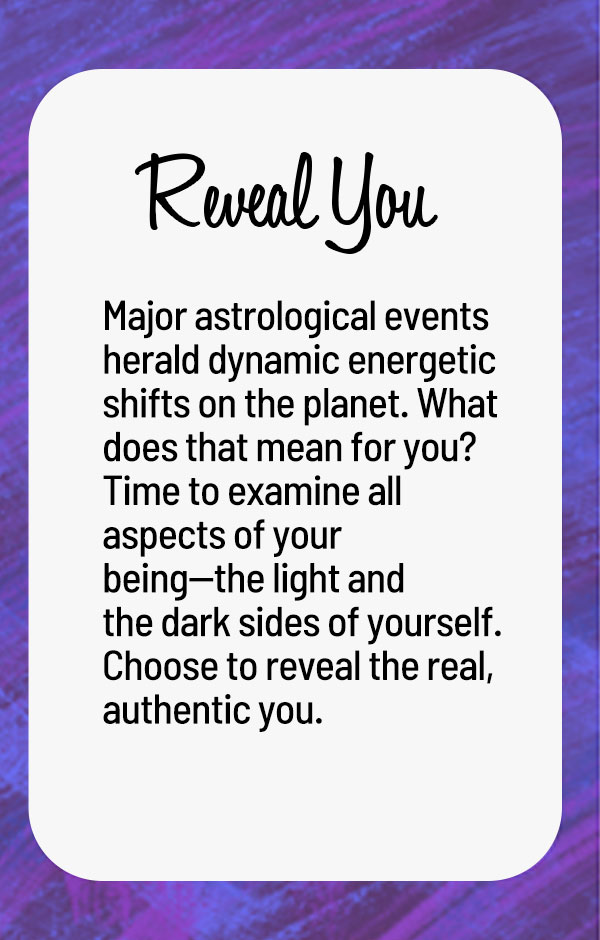 Reveal You
Major astrological events
herald dynamic energetic
shifts on the planet. What
does that mean for you?
Time to examine all
aspects of your
being—the light and
the dark sides of yourself.
Choose to reveal the real,
authentic you.